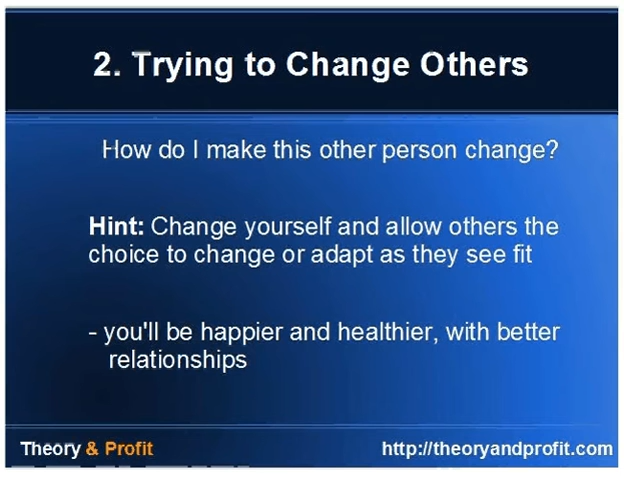 2. Trying to Change Others
How do I make this other person change?
Hint: Change yourself and allow others the
choice to change or adapt as they see fit
- you'll be happier and healthier, with better
relationships
Theory & Profit
http://theoryandprofit.com